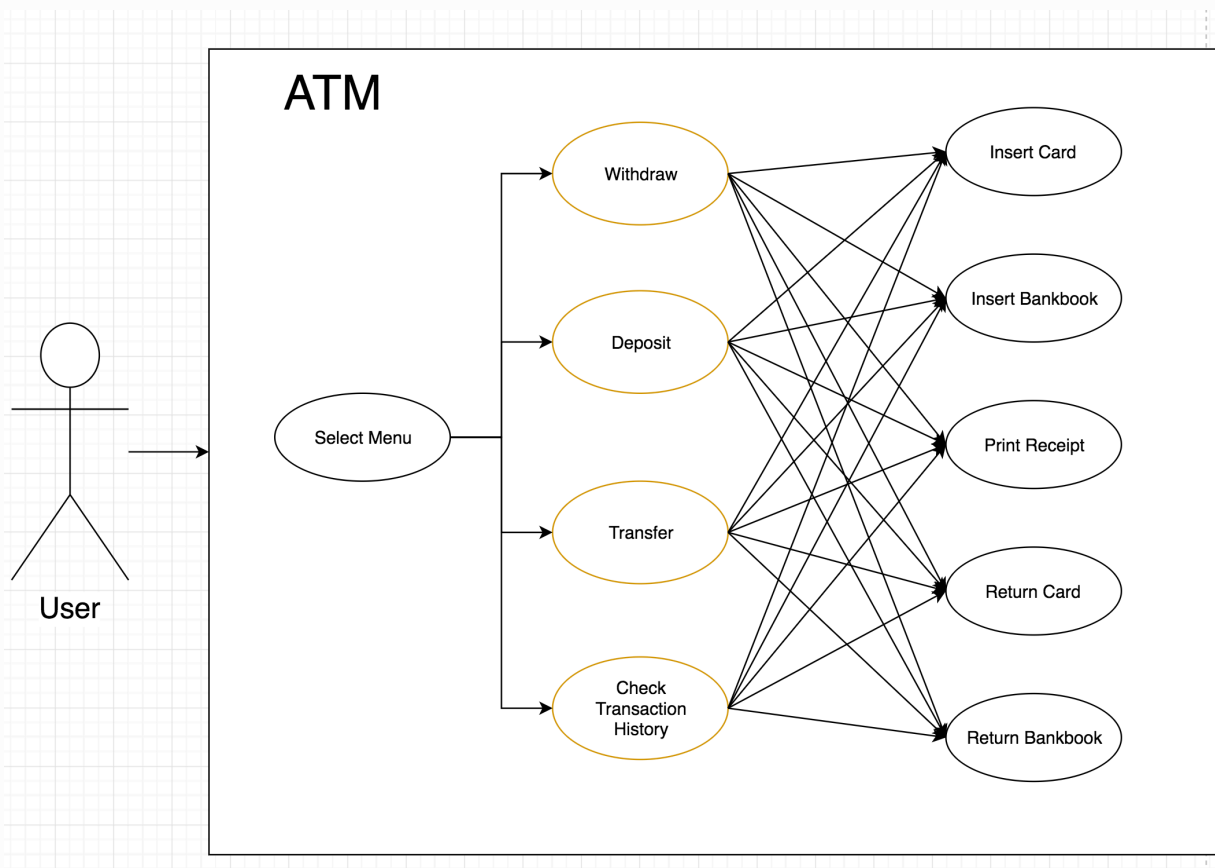 ATM
User
Select Menu
Withdraw
Deposit
Transfer
Check
Transaction
History
Insert Card
Insert Bankbook
Print Receipt
Return Card
Return Bankbook